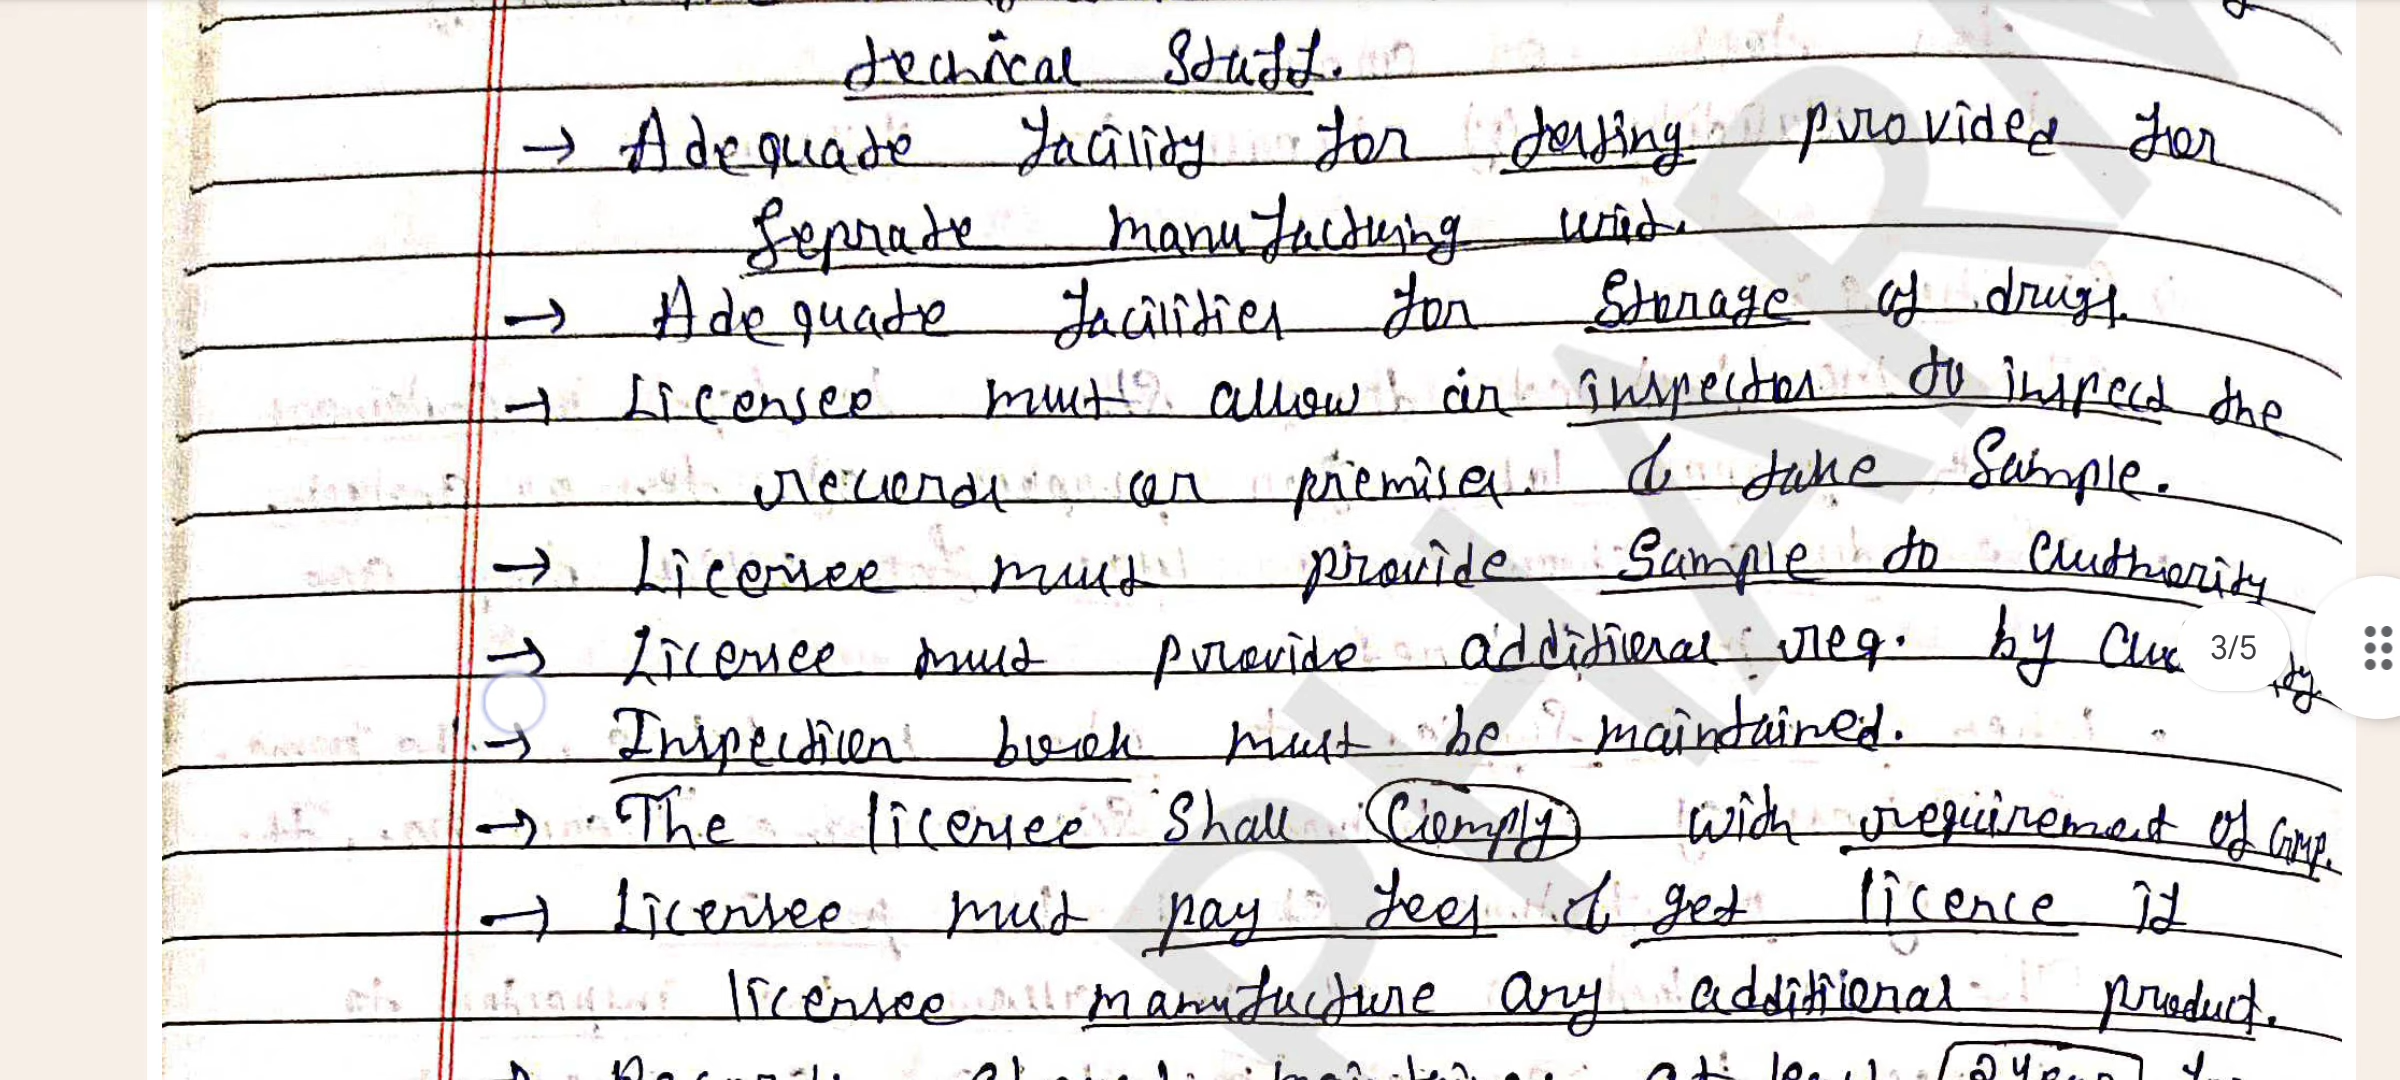 technical Staff.
→ Adequate facility for testing provided for
Seprate manufacturing unit.
→ Adequate facilities for Storage of drugs.
→ Licensee must allow an inspector to inspect the
records or premises & take Sample.
→ Licensee must provide Sample to authority
→ Licensee must provide additional req. by
3/5
→ Inspection book must be maintained.
→ The licensee Shall Comply with requirement of GMP.
→ Licensee must pay fees & get licence if
licensee manufacture any additional product.
PHARM